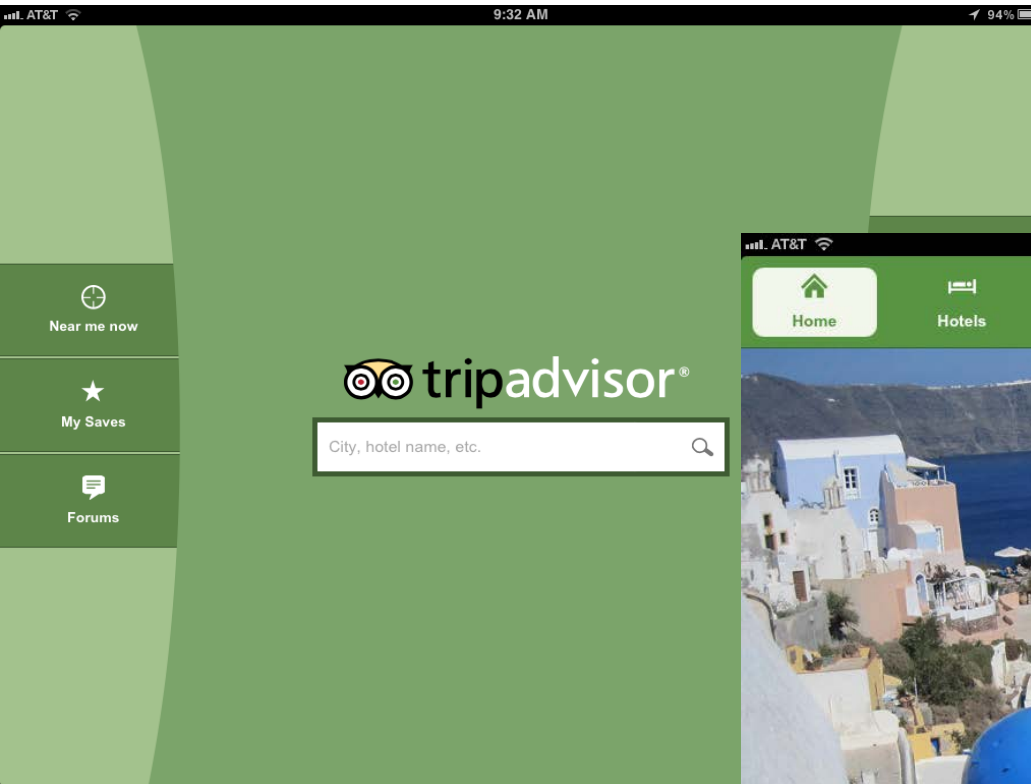 AT&T 9:32 AM 94%
Near me now
My Saves
Forums
tripadvisor®
City, hotel name, etc.
AT&T
Home
Hotels